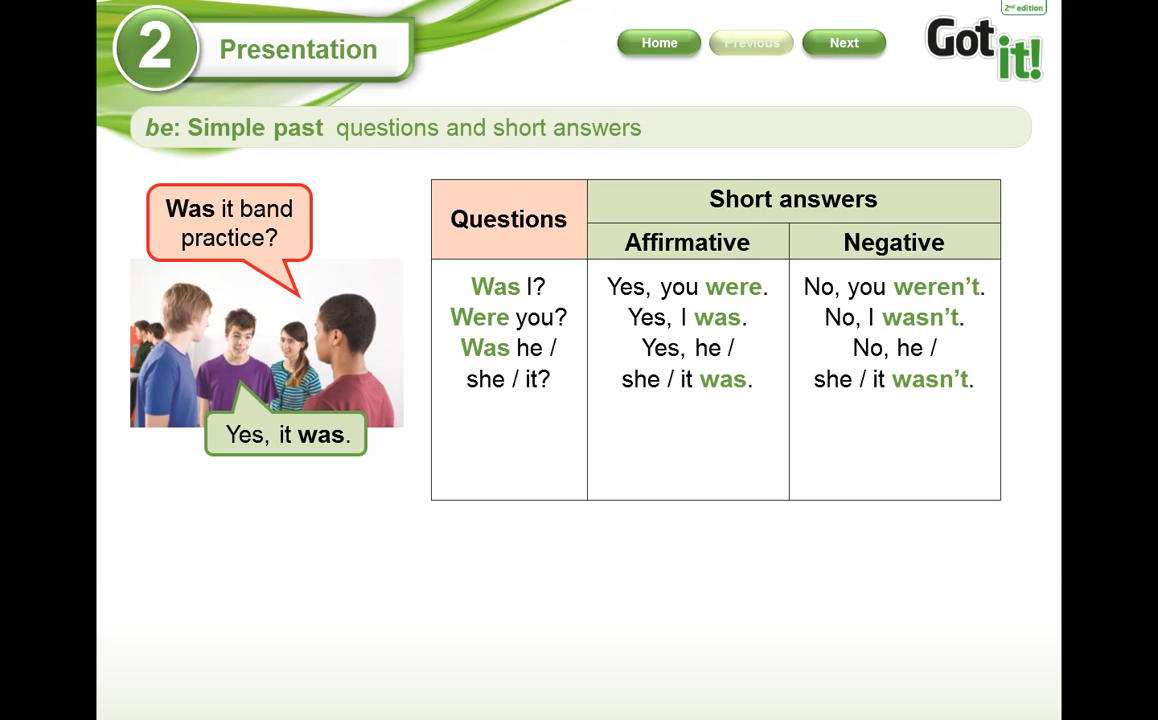 2
Presentation
Home
Previous
Next
2nd edition
Got
it!
be: Simple past questions and short answers
Was it band
practice?
Yes, it was.
Questions
Short answers
Affirmative
Negative
Was I?
Were you?
Was he /
she / it?
Yes, you were.
Yes, I was.
Yes, he /
she / it was.
No, you weren't.
No, I wasn't.
No, he /
she / it wasn't.